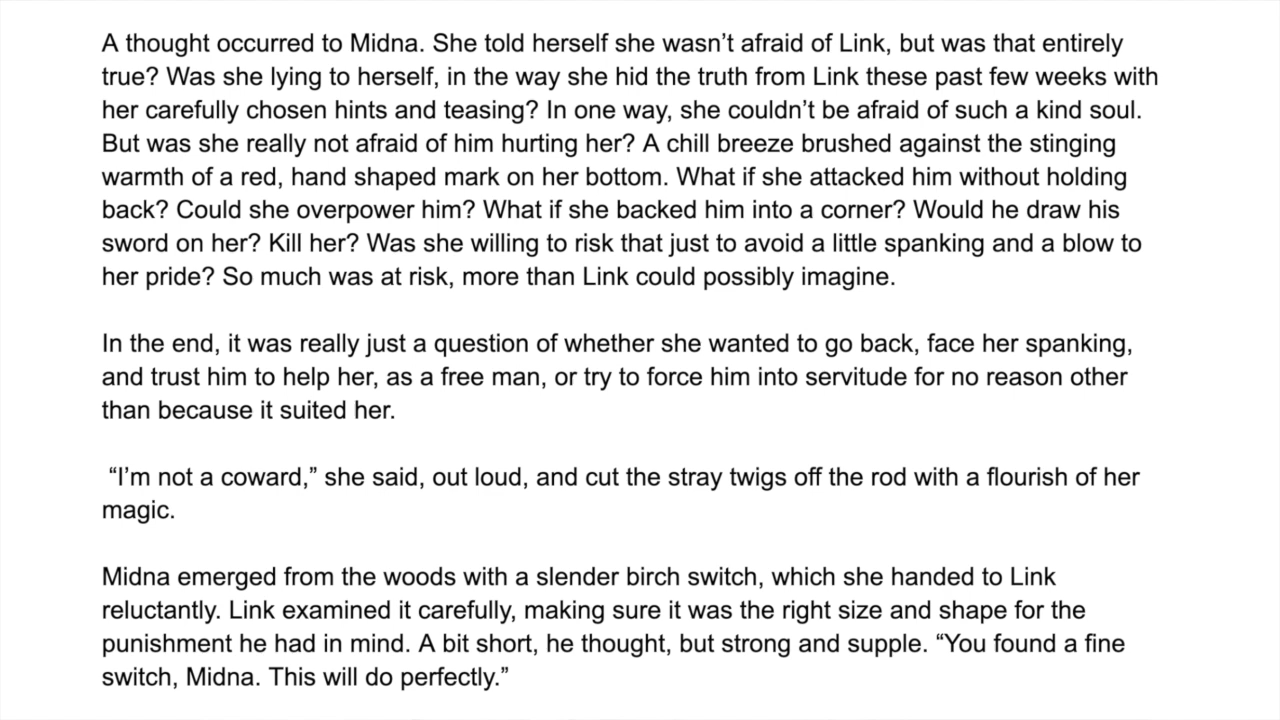 A thought occurred to Midna. She told herself she wasn’t afraid of Link, but was that entirely
true? Was she lying to herself, in the way she hid the truth from Link these past few weeks with
her carefully chosen hints and teasing? In one way, she couldn’t be afraid of such a kind soul.
But was she really not afraid of him hurting her? A chill breeze brushed against the stinging
warmth of a red, hand shaped mark on her bottom. What if she attacked him without holding
back? Could she overpower him? What if she backed him into a corner? Would he draw his
sword on her? Kill her? Was she willing to risk that just to avoid a little spanking and a blow to
her pride? So much was at risk, more than Link could possibly imagine.
In the end, it was really just a question of whether she wanted to go back, face her spanking,
and trust him to help her, as a free man, or try to force him into servitude for no reason other
than because it suited her.
“I’m not a coward,” she said, out loud, and cut the stray twigs off the rod with a flourish of her
magic.
Midna emerged from the woods with a slender birch switch, which she handed to Link
reluctantly. Link examined it carefully, making sure it was the right size and shape for the
punishment he had in mind. A bit short, he thought, but strong and supple. “You found a fine
switch, Midna. This will do perfectly.”